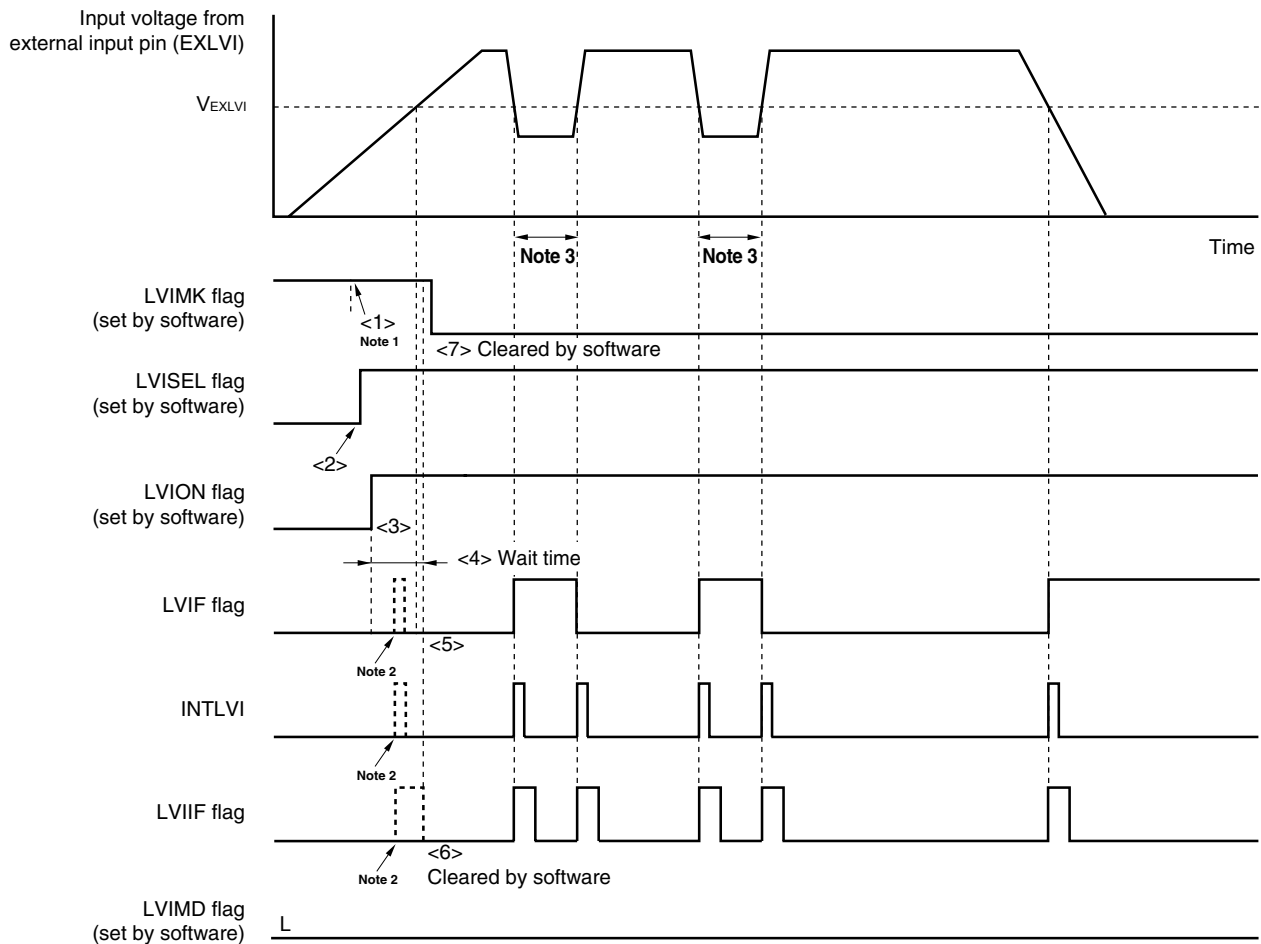 Input voltage from
external input pin (EXLVI)
VEXLVI
Time
Note 3
Note 3
LVIMK flag
(set by software)
<1>
Note 1
<7> Cleared by software
LVISEL flag
(set by software)
<2>
LVION flag
(set by software)
<3>
<4> Wait time
LVIF flag
<5>
Note 2
INTLVI
Note 2
LVIIF flag
<6>
Note 2
Cleared by software
LVIMD flag
(set by software)
L